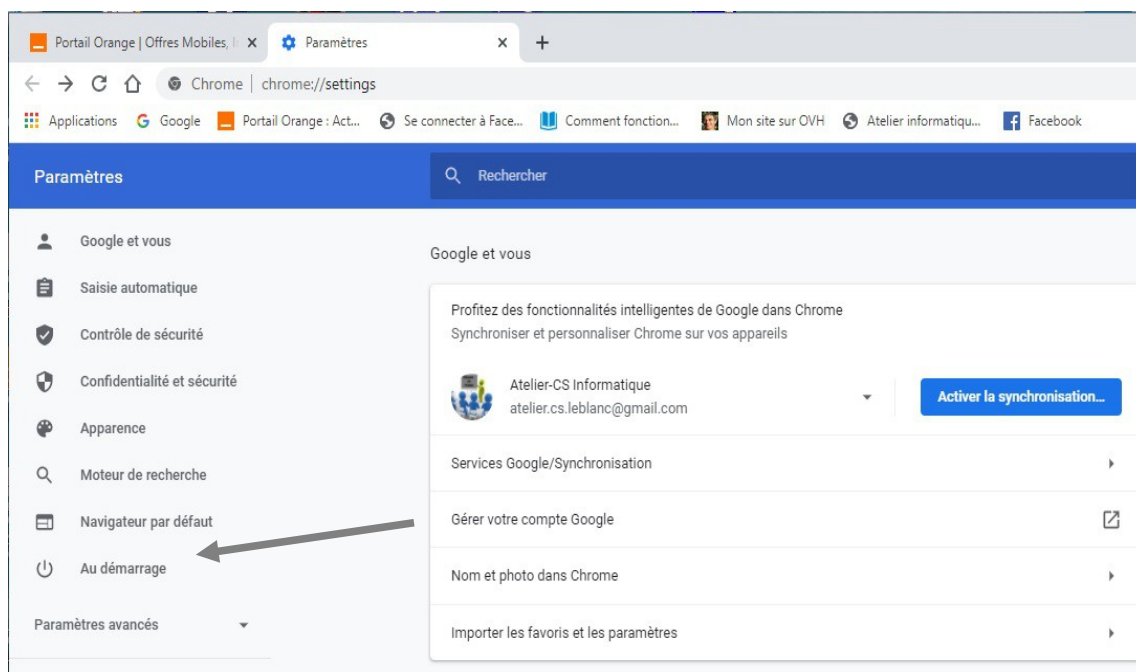 Portail Orange | Offres Mobiles,
Paramètres
Chrome | chrome://settings
Applications
Google
Portail Orange : Act...
Se connecter à Face...
Comment fonction...
Mon site sur OVH
Atelier informatiqu...
Facebook
Paramètres
Rechercher
Google et vous
Saisie automatique
Contrôle de sécurité
Confidentialité et sécurité
Apparence
Moteur de recherche
Navigateur par défaut
Au démarrage
Paramètres avancés
Google et vous
Profitez des fonctionnalités intelligentes de Google dans Chrome
Synchroniser et personnaliser Chrome sur vos appareils
Atelier-CS Informatique
atelier.cs.leblanc@gmail.com
Activer la synchronisation...
Services Google/Synchronisation
Gérer votre compte Google
Nom et photo dans Chrome
Importer les favoris et les paramètres